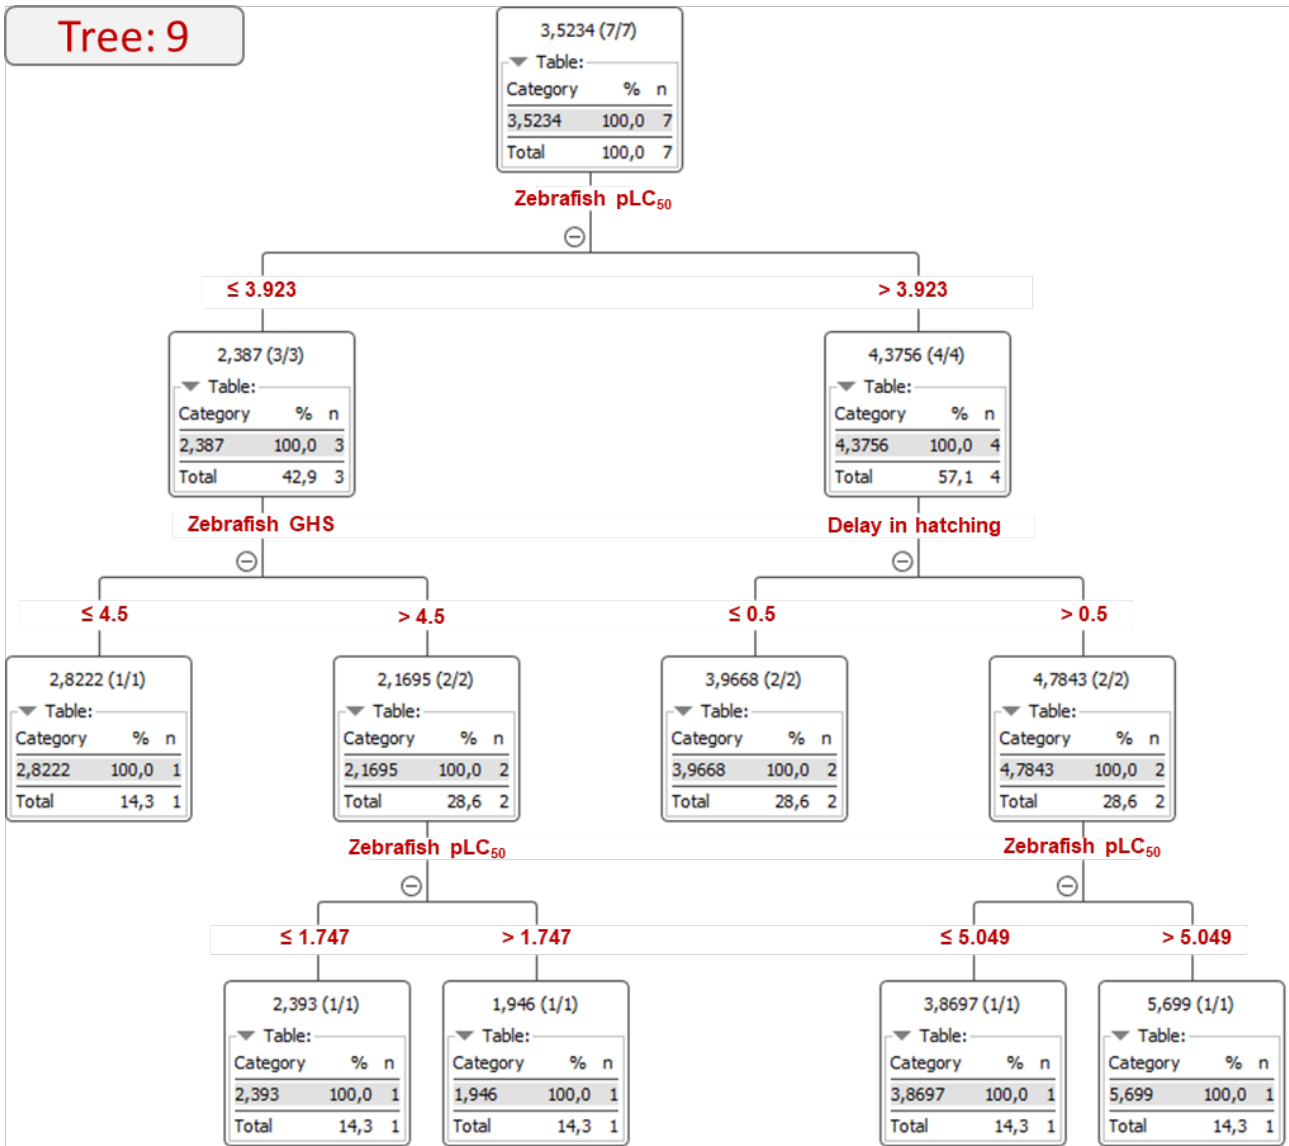 Tree: 9
3,5234 (7/7)
Table:
Category % n
3,5234 100,0 7
Total 100,0 7
Zebrafish pLC50
≤ 3.923 > 3.923
2,387 (3/3)
Table:
Category % n
2,387 100,0 3
Total 42,9 3
4,3756 (4/4)
Table:
Category % n
4,3756 100,0 4
Total 57,1 4
Zebrafish GHS
Delay in hatching
≤ 4.5 > 4.5 ≤ 0.5 > 0.5
2,8222 (1/1)
Table:
Category % n
2,8222 100,0 1
Total 14,3 1
2,1695 (2/2)
Table:
Category % n
2,1695 100,0 2
Total 28,6 2
3,9668 (2/2)
Table:
Category % n
3,9668 100,0 2
Total 28,6 2
4,7843 (2/2)
Table:
Category % n
4,7843 100,0 2
Total 28,6 2
Zebrafish pLC50
Zebrafish pLC50
≤ 1.747 > 1.747 ≤ 5.049 > 5.049
2,393 (1/1)
Table:
Category % n
2,393 100,0 1
Total 14,3 1
1,946 (1/1)
Table:
Category % n
1,946 100,0 1
Total 14,3 1
3,8697 (1/1)
Table:
Category % n
3,8697 100,0 1
Total 14,3 1
5,699 (1/1)
Table:
Category % n
5,699 100,0 1
Total 14,3 1